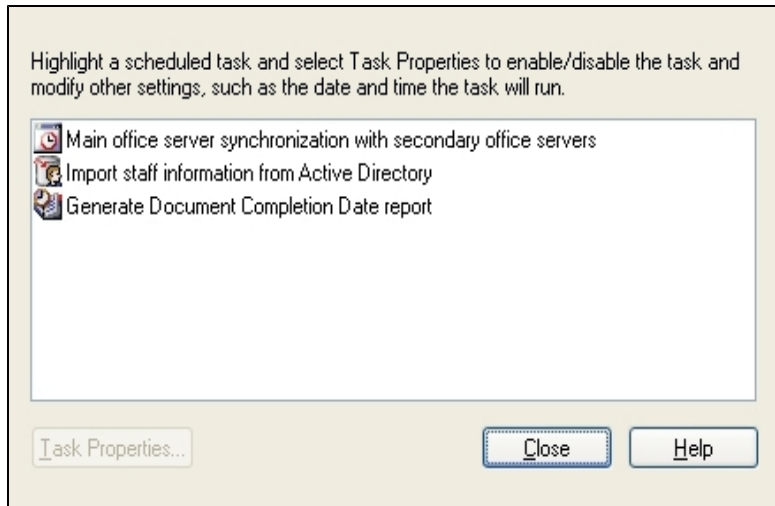 Highlight a scheduled task and select Task Properties to enable/disable the task and
modify other settings, such as the date and time the task will run.
Main office server synchronization with secondary office servers
Import staff information from Active Directory
Generate Document Completion Date report
Task Properties... Close Help